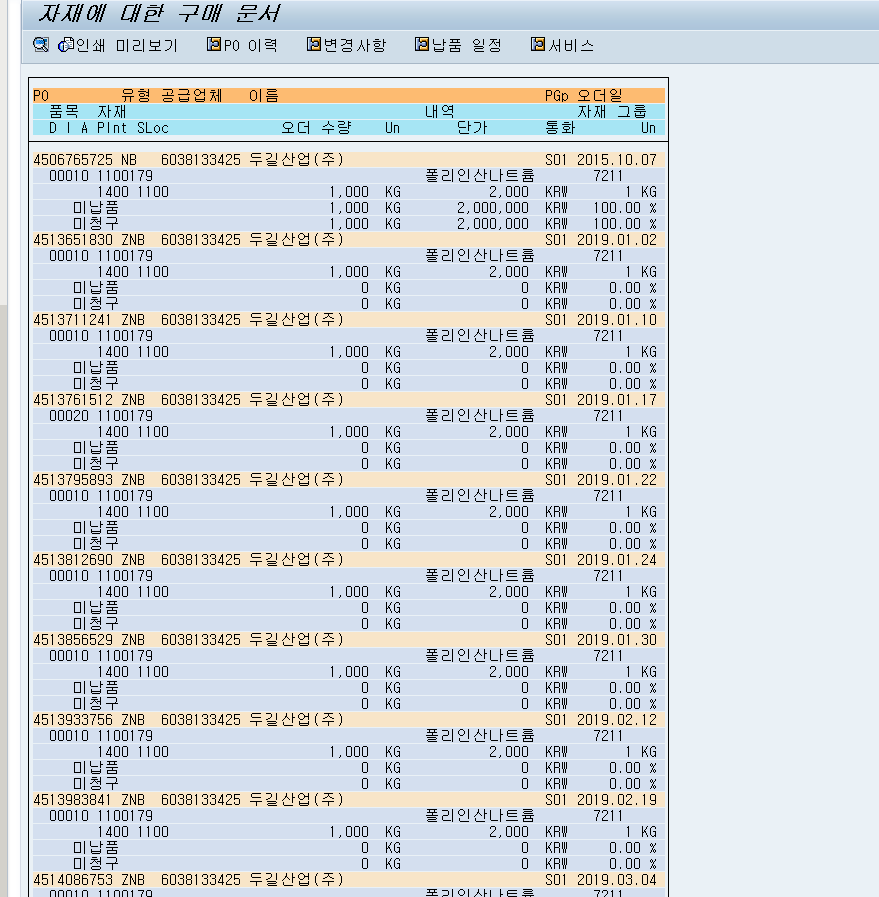 자재에 대한 구매 문서
인쇄 미리보기 PO 이력 변경사항 납품 일정 서비스
PO 유형 공급업체 이름 PGp 오더일
품목 자재 내역 자재 그룹
D I A Plnt SLoc 오더 수량 Un 단가 통화 Un
4506765725 NB 6038133425 두길산업(주) S01 2015.10.07
00010 1100179 폴리인산나트륨 7211
1400 1100 1,000 KG 2,000 KRW 1 KG
미납품 1,000 KG 2,000,000 KRW 100.00 %
미청구 1,000 KG 2,000,000 KRW 100.00 %
4513651830 ZNB 6038133425 두길산업(주) S01 2019.01.02
00010 1100179 폴리인산나트륨 7211
1400 1100 1,000 KG 2,000 KRW 1 KG
미납품 0 KG 0 KRW 0.00 %
미청구 0 KG 0 KRW 0.00 %
4513711241 ZNB 6038133425 두길산업(주) S01 2019.01.10
00010 1100179 폴리인산나트륨 7211
1400 1100 1,000 KG 2,000 KRW 1 KG
미납품 0 KG 0 KRW 0.00 %
미청구 0 KG 0 KRW 0.00 %
4513761512 ZNB 6038133425 두길산업(주) S01 2019.01.17
00020 1100179 폴리인산나트륨 7211
1400 1100 1,000 KG 2,000 KRW 1 KG
미납품 0 KG 0 KRW 0.00 %
미청구 0 KG 0 KRW 0.00 %
4513795893 ZNB 6038133425 두길산업(주) S01 2019.01.22
00010 1100179 폴리인산나트륨 7211
1400 1100 1,000 KG 2,000 KRW 1 KG
미납품 0 KG 0 KRW 0.00 %
미청구 0 KG 0 KRW 0.00 %
4513812690 ZNB 6038133425 두길산업(주) S01 2019.01.24
00010 1100179 폴리인산나트륨 7211
1400 1100 1,000 KG 2,000 KRW 1 KG
미납품 0 KG 0 KRW 0.00 %
미청구 0 KG 0 KRW 0.00 %
4513856529 ZNB 6038133425 두길산업(주) S01 2019.01.30
00010 1100179 폴리인산나트륨 7211
1400 1100 1,000 KG 2,000 KRW 1 KG
미납품 0 KG 0 KRW 0.00 %
미청구 0 KG 0 KRW 0.00 %
4513933756 ZNB 6038133425 두길산업(주) S01 2019.02.12
00010 1100179 폴리인산나트륨 7211
1400 1100 1,000 KG 2,000 KRW 1 KG
미납품 0 KG 0 KRW 0.00 %
미청구 0 KG 0 KRW 0.00 %
4513983841 ZNB 6038133425 두길산업(주) S01 2019.02.19
00010 1100179 폴리인산나트륨 7211
1400 1100 1,000 KG 2,000 KRW 1 KG
미납품 0 KG 0 KRW 0.00 %
미청구 0 KG 0 KRW 0.00 %
4514086753 ZNB 6038133425 두길산업(주) S01 2019.03.04
00010 1100179 폴리인산나트륨 7211